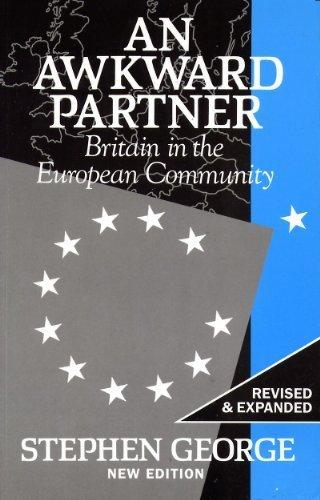 AN
AWKWARD
PARTNER
Britain in the
European Community
REVISED
& EXPANDED
STEPHEN GEORGE
NEW EDITION